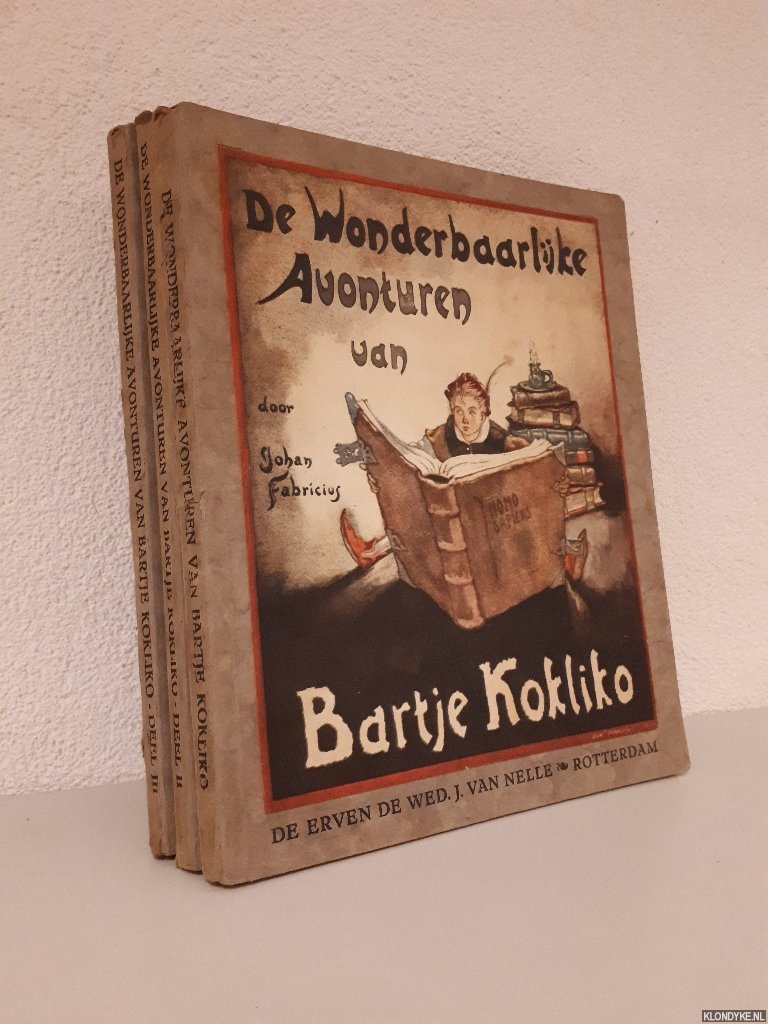 De Wonderbaarlijke
Avonturen
van
door
Johan
Fabricius
HOMO
SAPIENS
Bartje Kokliko
DE ERVEN DE WED. J. VAN NELLE ❧ ROTTERDAM
DE WONDERBAARLIJKE AVONTUREN VAN BARTJE KOKLIKO - DEEL III
DE WONDERBAARLIJKE AVONTUREN VAN BARTJE KOKLIKO - DEEL II
DE WONDERBAARLIJKE AVONTUREN VAN BARTJE KOKLIKO
KLONDYKE.NL